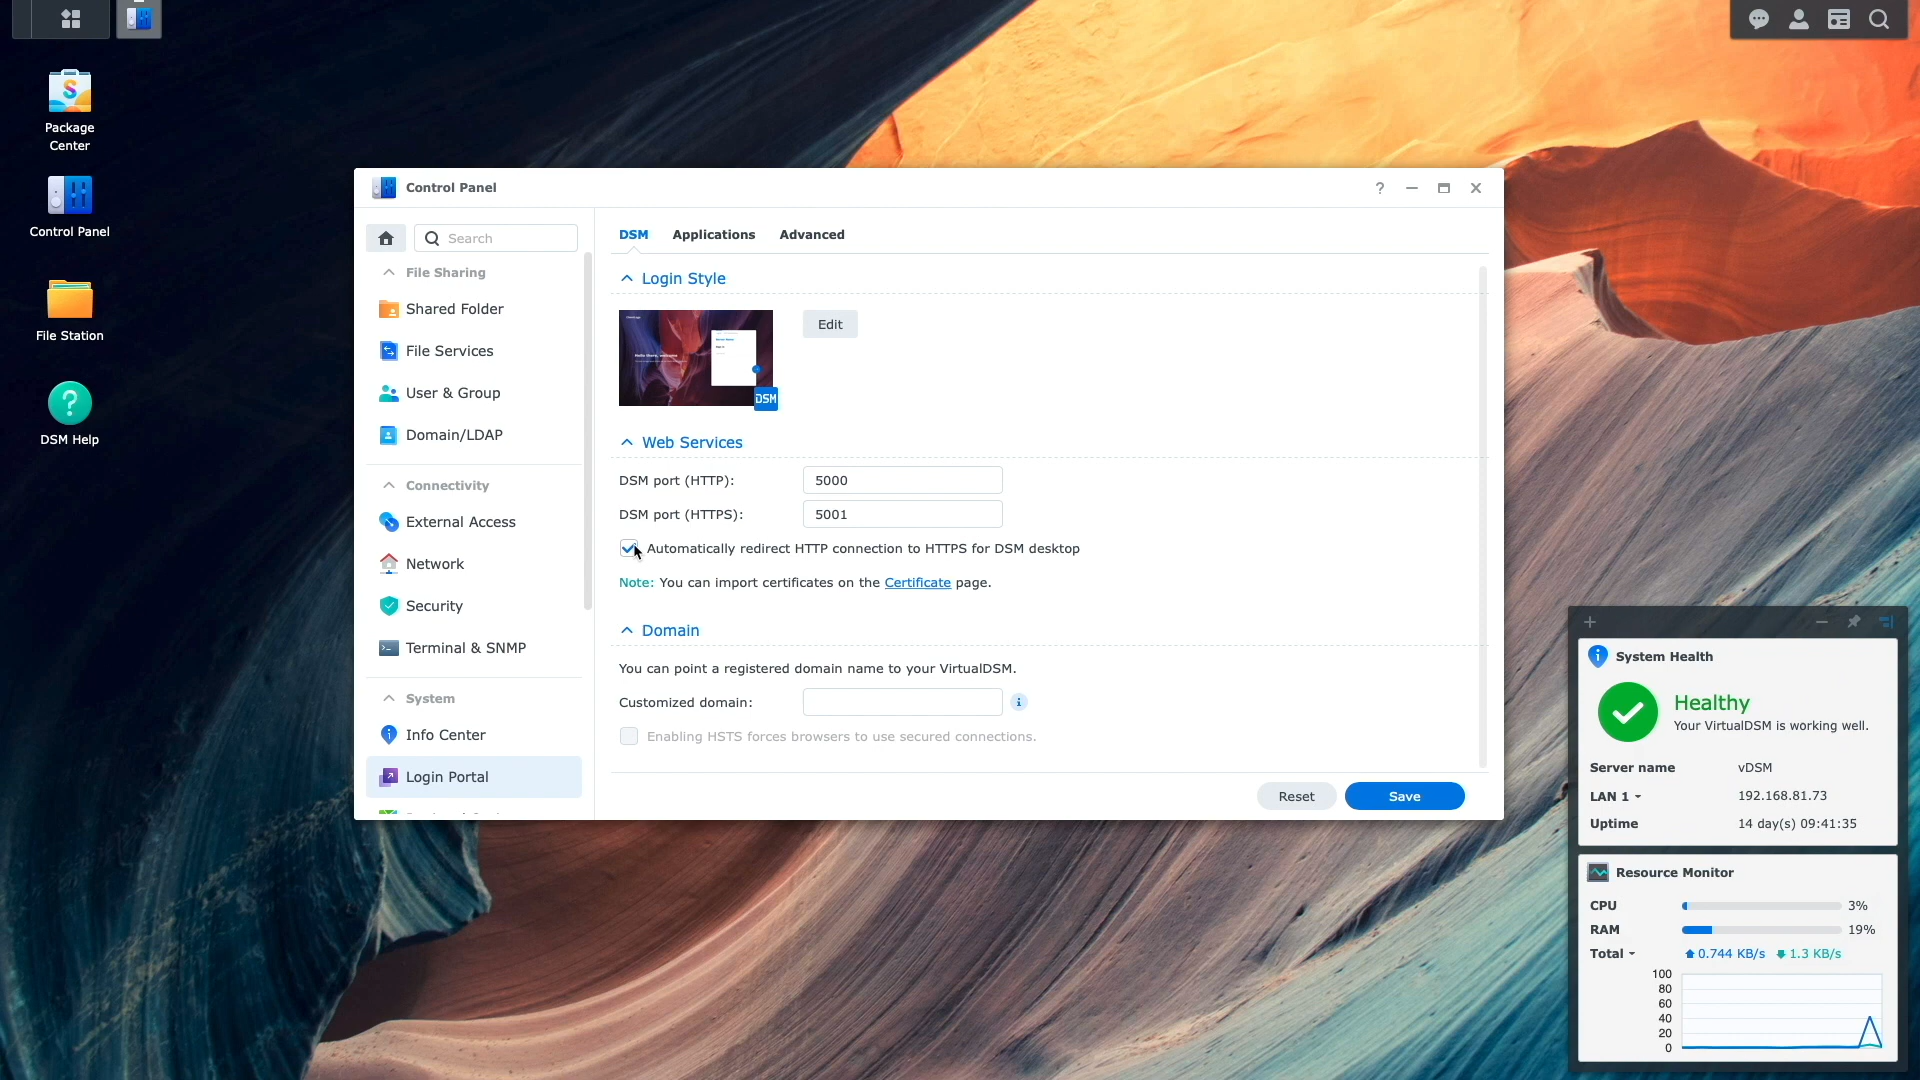 Package
Center
Control Panel
File Station
DSM Help
Control Panel
Search
File Sharing
Shared Folder
File Services
User & Group
Domain/LDAP
Connectivity
External Access
Network
Security
Terminal & SNMP
System
Info Center
Login Portal
DSM Applications Advanced
Login Style
Edit
DSM
Web Services
DSM port (HTTP): 5000
DSM port (HTTPS): 5001
Automatically redirect HTTP connection to HTTPS for DSM desktop
Note: You can import certificates on the Certificate page.
Domain
You can point a registered domain name to your VirtualDSM.
Customized domain:
Enabling HSTS forces browsers to use secured connections.
Reset Save
System Health
Healthy
Your VirtualDSM is working well.
Server name vDSM
LAN 1 192.168.81.73
Uptime 14 day(s) 09:41:35
Resource Monitor
CPU 3%
RAM 19%
Total 0.744 KB/s 1.3 KB/s
100
80
60
40
20
0